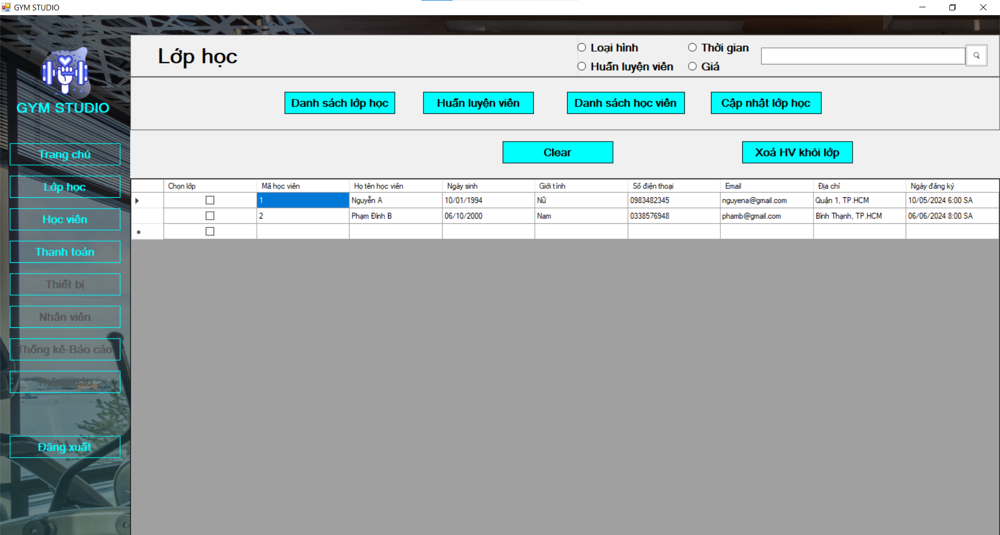 GYM STUDIO
Lớp học
Loại hình
Thời gian
Huấn luyện viên
Giá
GYM STUDIO
Danh sách lớp học
Huấn luyện viên
Danh sách học viên
Cập nhật lớp học
Clear
Xoá HV khỏi lớp
Trang chủ
Lớp học
Học viên
Thanh toán
Thiết bị
Nhân viên
Thống kê-Báo cáo
Thông báo
Đăng xuất
Chọn lớp Mã học viên Họ tên học viên Ngày sinh Giới tính Số điện thoại Email Địa chỉ Ngày đăng ký
1 Nguyễn A 10/01/1994 Nữ 0983482345 nguyena@gmail.com Quận 1, TP.HCM 10/05/2024 6:00 SA
2 Phạm Đình B 06/10/2000 Nam 0338576948 phamb@gmail.com Bình Thạnh, TP.HCM 06/06/2024 8:00 SA